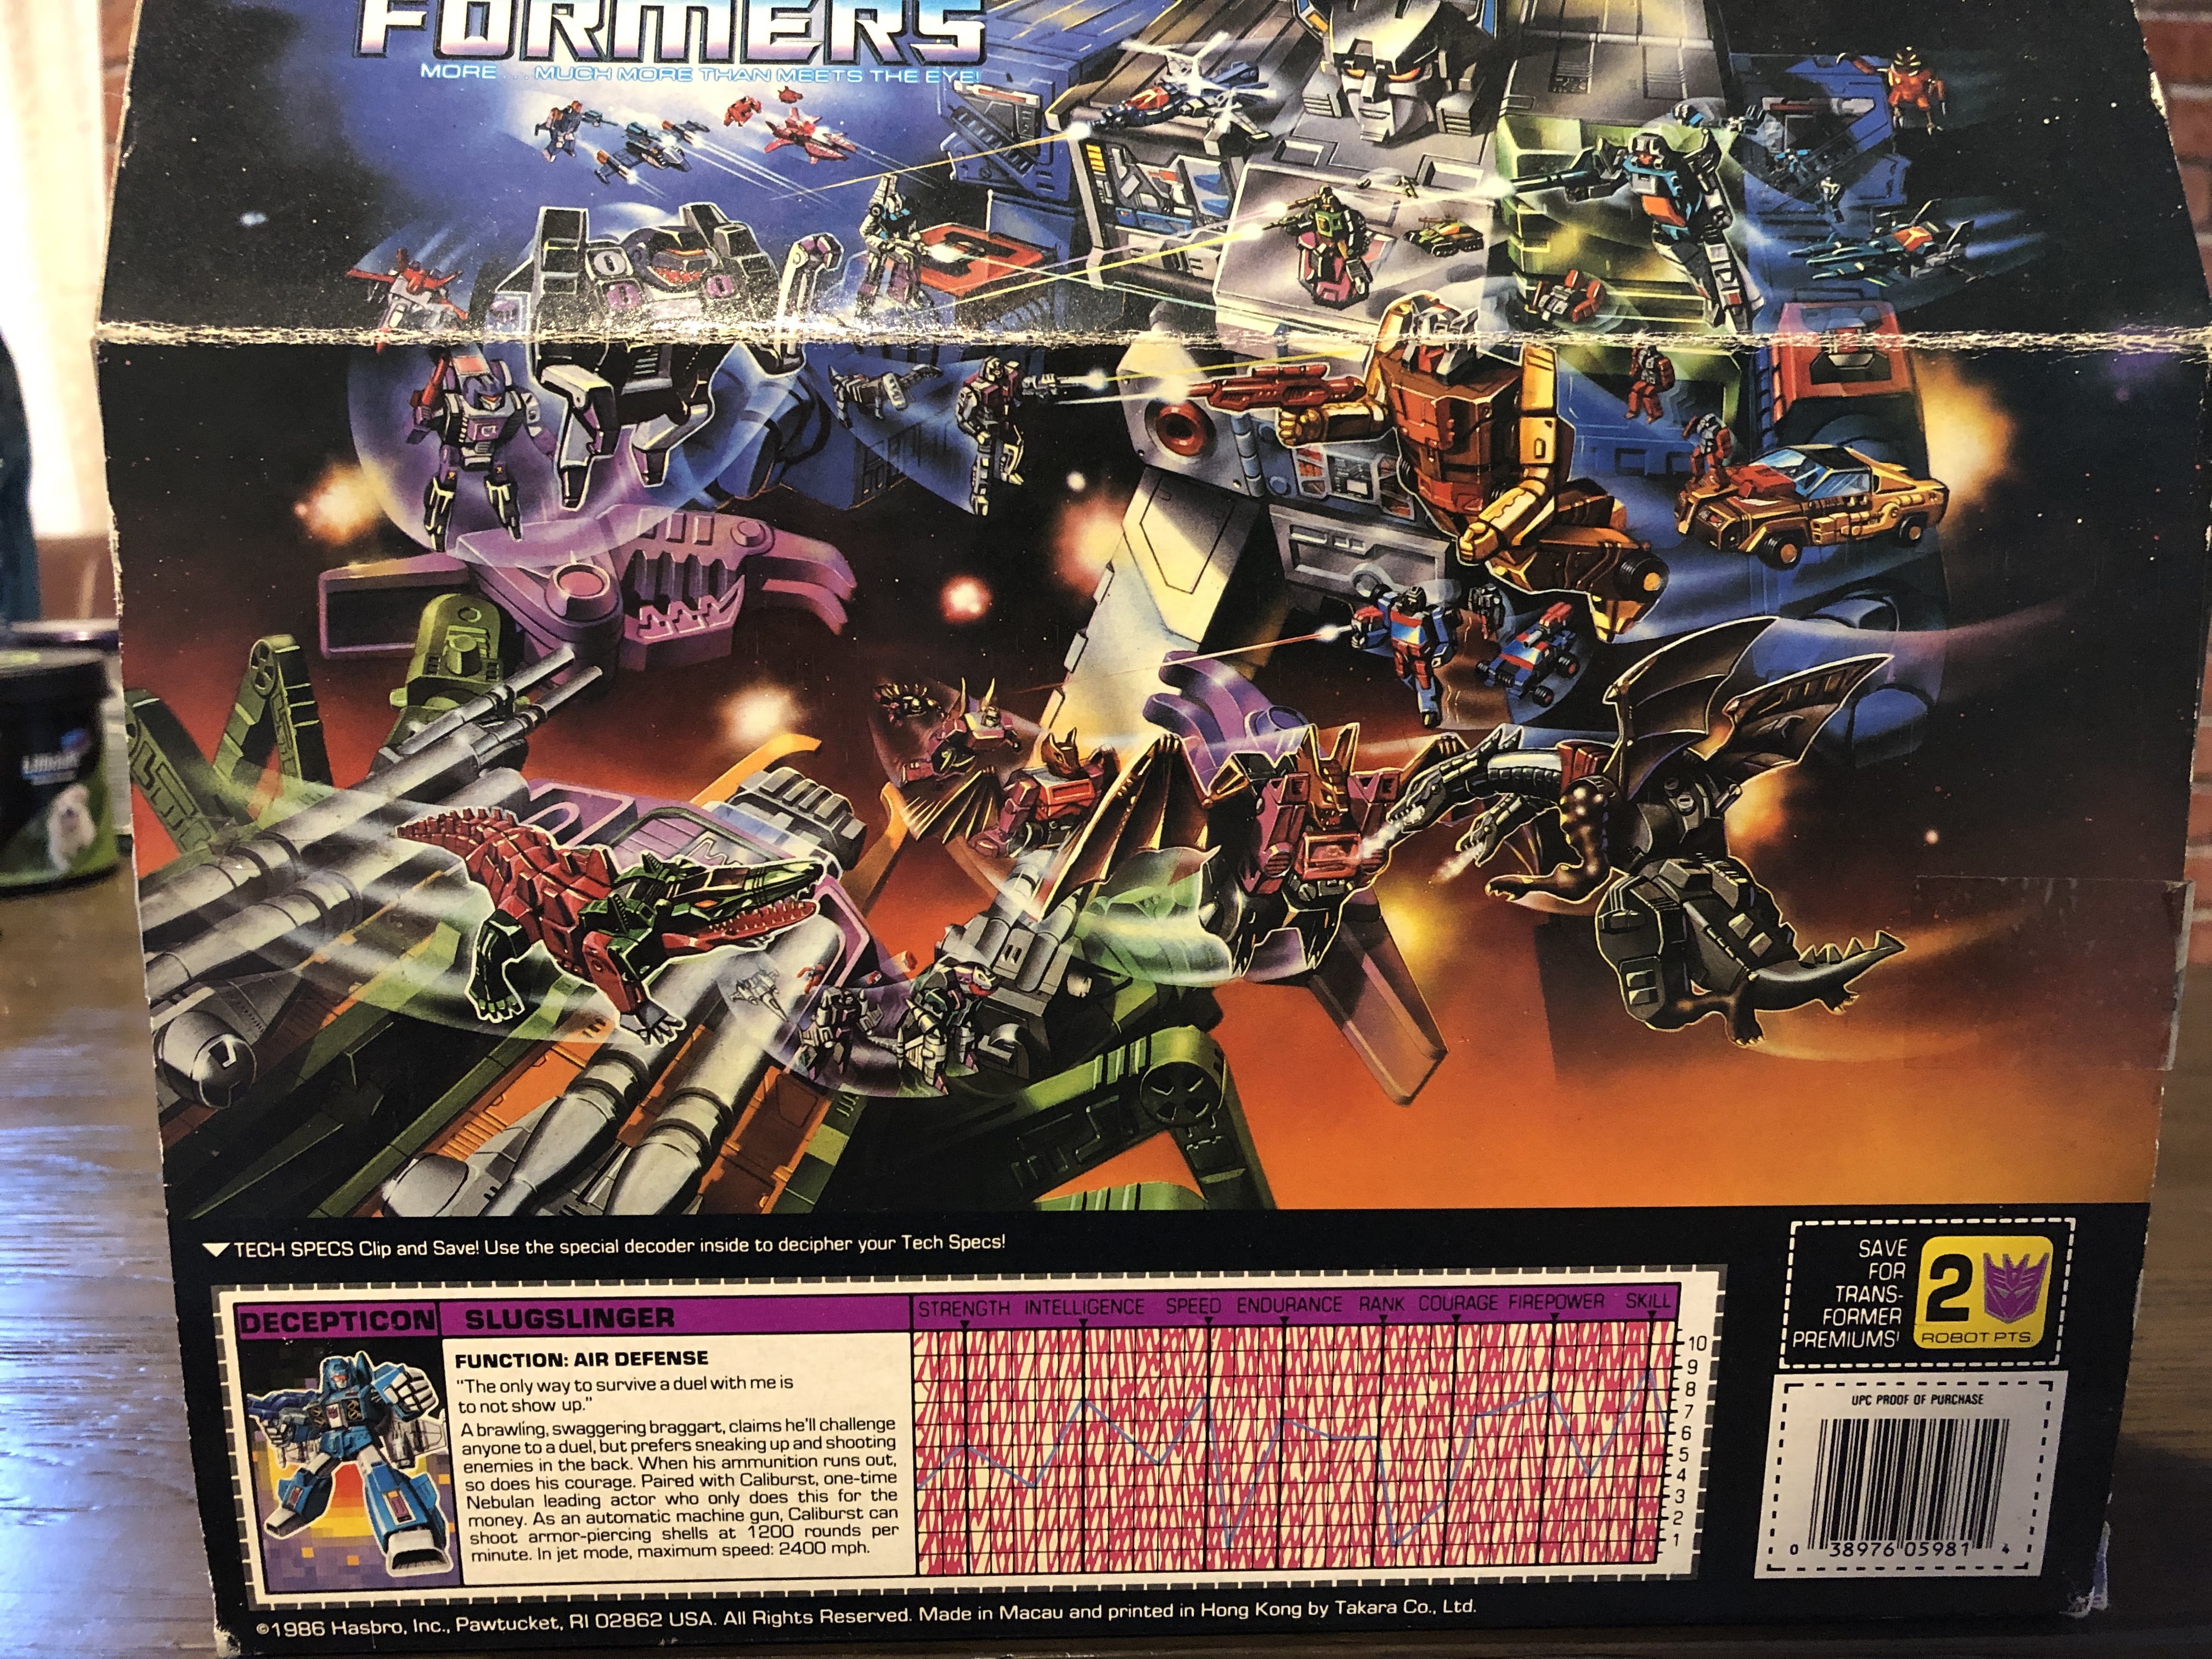 FORMERS
MORE... MUCH MORE THAN MEETS THE EYE!
TECH SPECS Clip and Save! Use the special decoder inside to decipher your Tech Specs!
SAVE
FOR
TRANS-
FORMER
PREMIUMS!
2
ROBOT PTS.
DECEPTICON
SLUGSLINGER
STRENGTH INTELLIGENCE SPEED ENDURANCE RANK COURAGE FIREPOWER SKILL
FUNCTION: AIR DEFENSE
"The only way to survive a duel with me is
to not show up."
A brawling, swaggering braggart, claims he'll challenge
anyone to a duel, but prefers sneaking up and shooting
enemies in the back. When his ammunition runs out,
so does his courage. Paired with Caliburst, one-time
Nebulan leading actor who only does this for the
money. As an automatic machine gun, Caliburst can
shoot armor-piercing shells at 1200 rounds per
minute. In jet mode, maximum speed: 2400 mph.
10
9
8
7
6
5
4
3
2
1
UPC PROOF OF PURCHASE
0 38976 05981 4
©1986 Hasbro, Inc., Pawtucket, RI 02862 USA. All Rights Reserved. Made in Macau and printed in Hong Kong by Takara Co., Ltd.